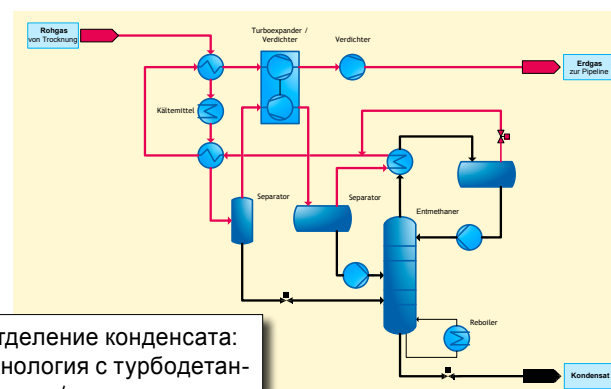 Rohgas
von Trocknung
Turboexpander /
Verdichter
Verdichter
Erdgas
zur Pipeline
Kältemittel
Separator
Separator
Entmethaner
Reboiler
Kondensat
тделение конденсата:
нология с турбодетан-